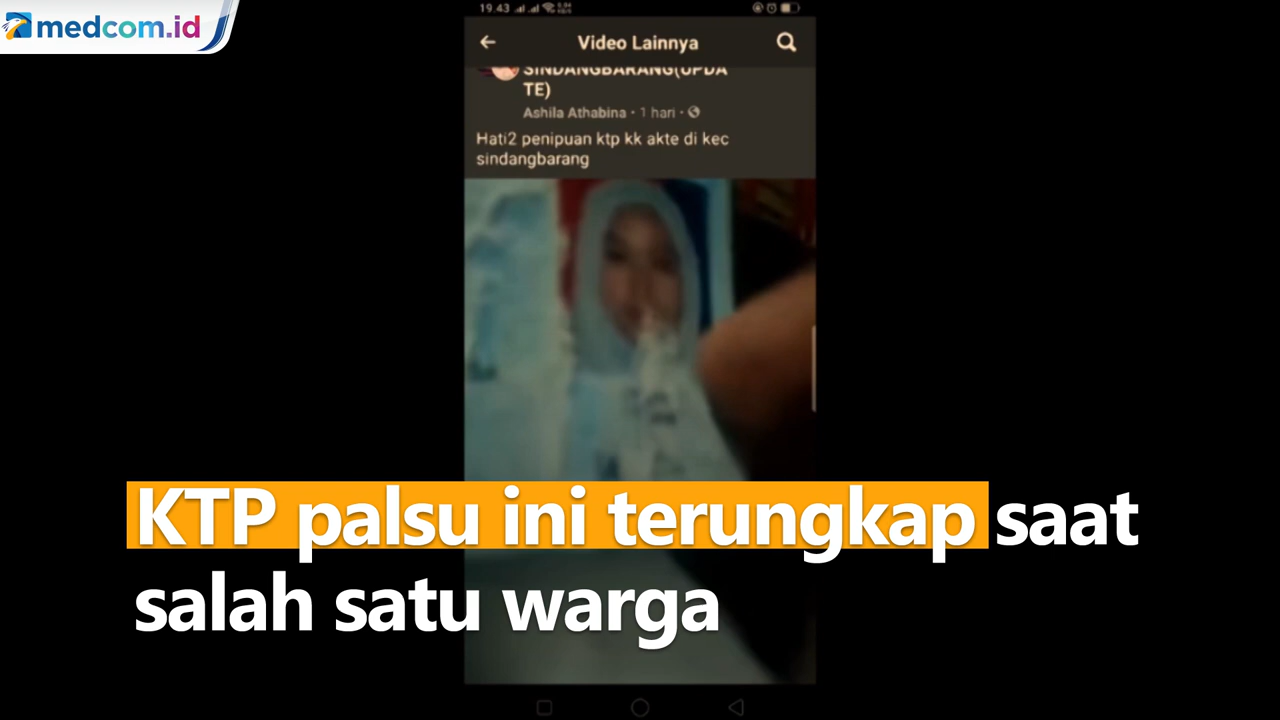 medcom.id
19.43
Video Lainnya
SINDANGBARANG(UPDA
TE)
Ashila Athabina · 1 hari ·
Hati2 penipuan ktp kk akte di kec
sindangbarang
KTP palsu ini terungkap saat
salah satu warga